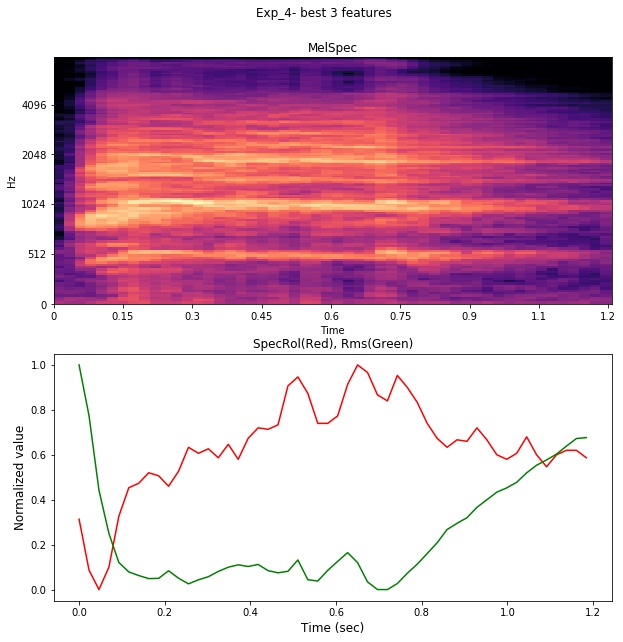 Exp_4- best 3 features
MelSpec
4096
2048
1024
512
0
Hz
0 0.15 0.3 0.45 0.6 0.75 0.9 1.1 1.2
Time
SpecRol(Red), Rms(Green)
1.0
0.8
0.6
0.4
0.2
0.0
Normalized value
0.0 0.2 0.4 0.6 0.8 1.0 1.2
Time (sec)